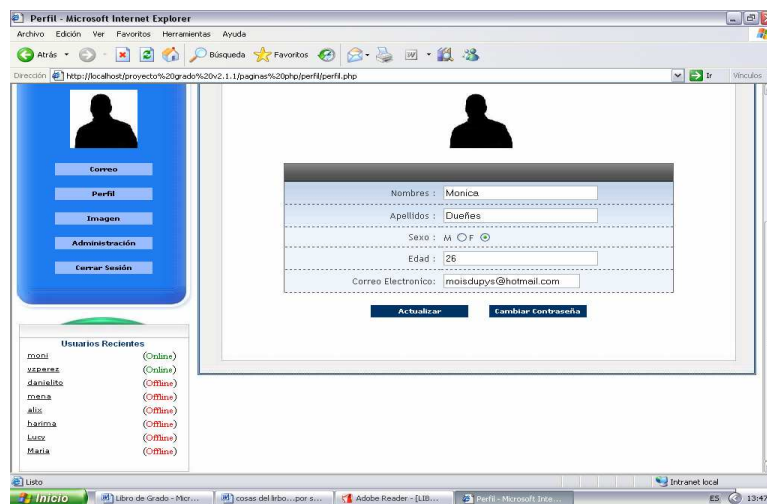 Perfil - Microsoft Internet Explorer
Archivo Edición Ver Favoritos Herramientas Ayuda
Atrás Búsqueda Favoritos
Dirección http://localhost/proyecto%20grado%20v2.1.1/paginas%20php/perfil/perfil.php Ir Vínculos
Correo
Perfil
Imagen
Administración
Cerrar Sesión
Nombres : Monica
Apellidos : Dueñes
Sexo : M F
Edad : 26
Correo Electronico: moisdupys@hotmail.com
Actualizar Cambiar Contraseña
Usuarios Recientes
moni (Online)
yzperez (Online)
danielito (Offline)
mena (Offline)
alix (Offline)
harima (Offline)
Lucy (Offline)
Maria (Offline)
Listo Intranet local
Inicio Libro de Grado - Micr... cosas del lirbo...por s... Adobe Reader - [LIB... Perfil - Microsoft Inte... ES 13:47